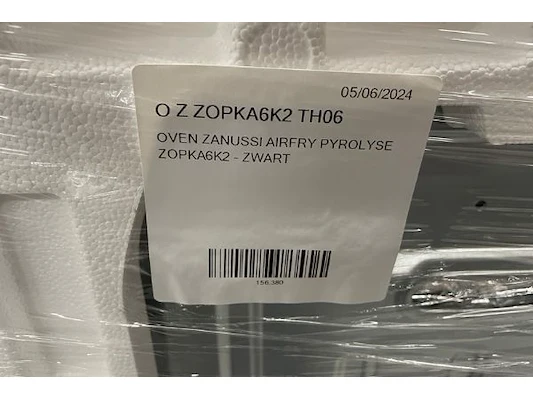 05/06/2024
O Z ZOPKA6K2 TH06
OVEN ZANUSSI AIRFRY PYROLYSE
ZOPKA6K2 - ZWART
156.380